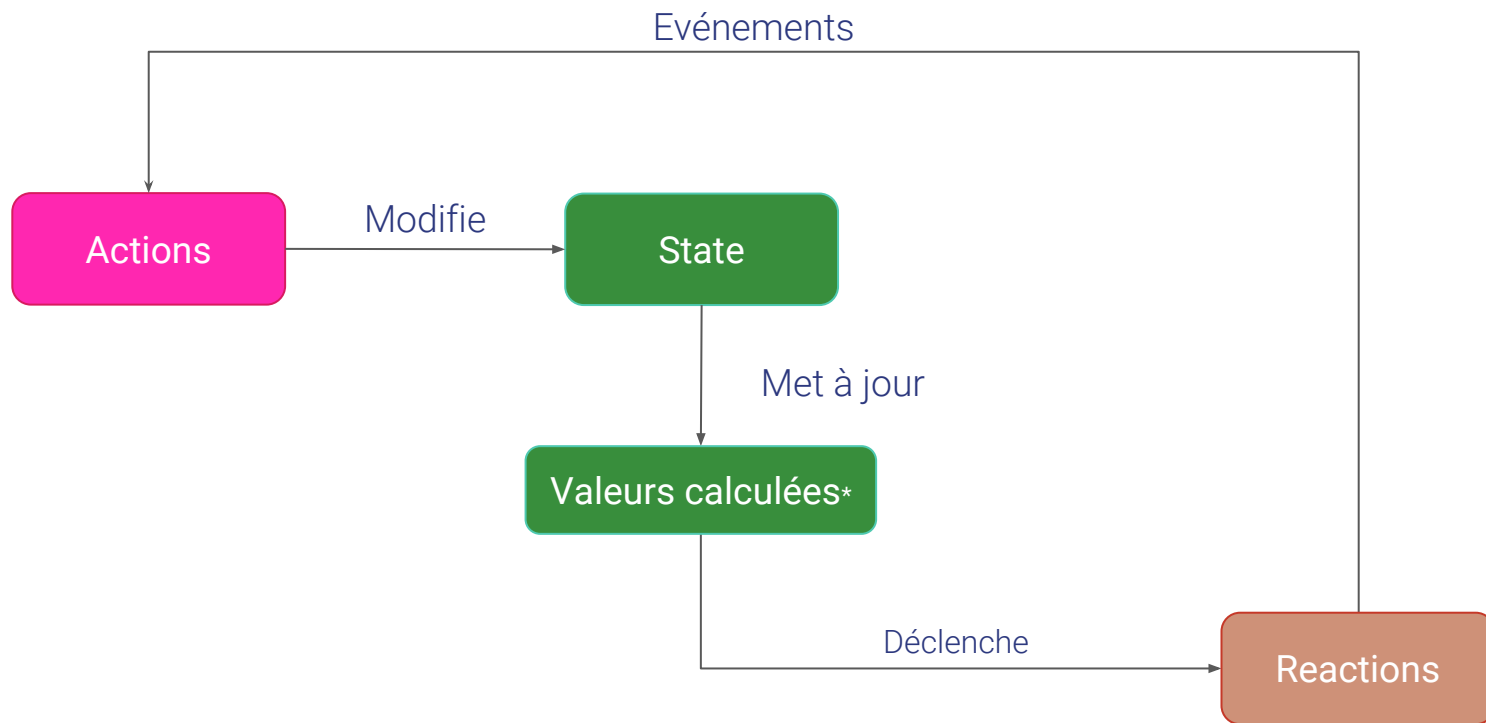 Evénements
Actions
Modifie
State
Met à jour
Valeurs calculées*
Déclenche
Reactions